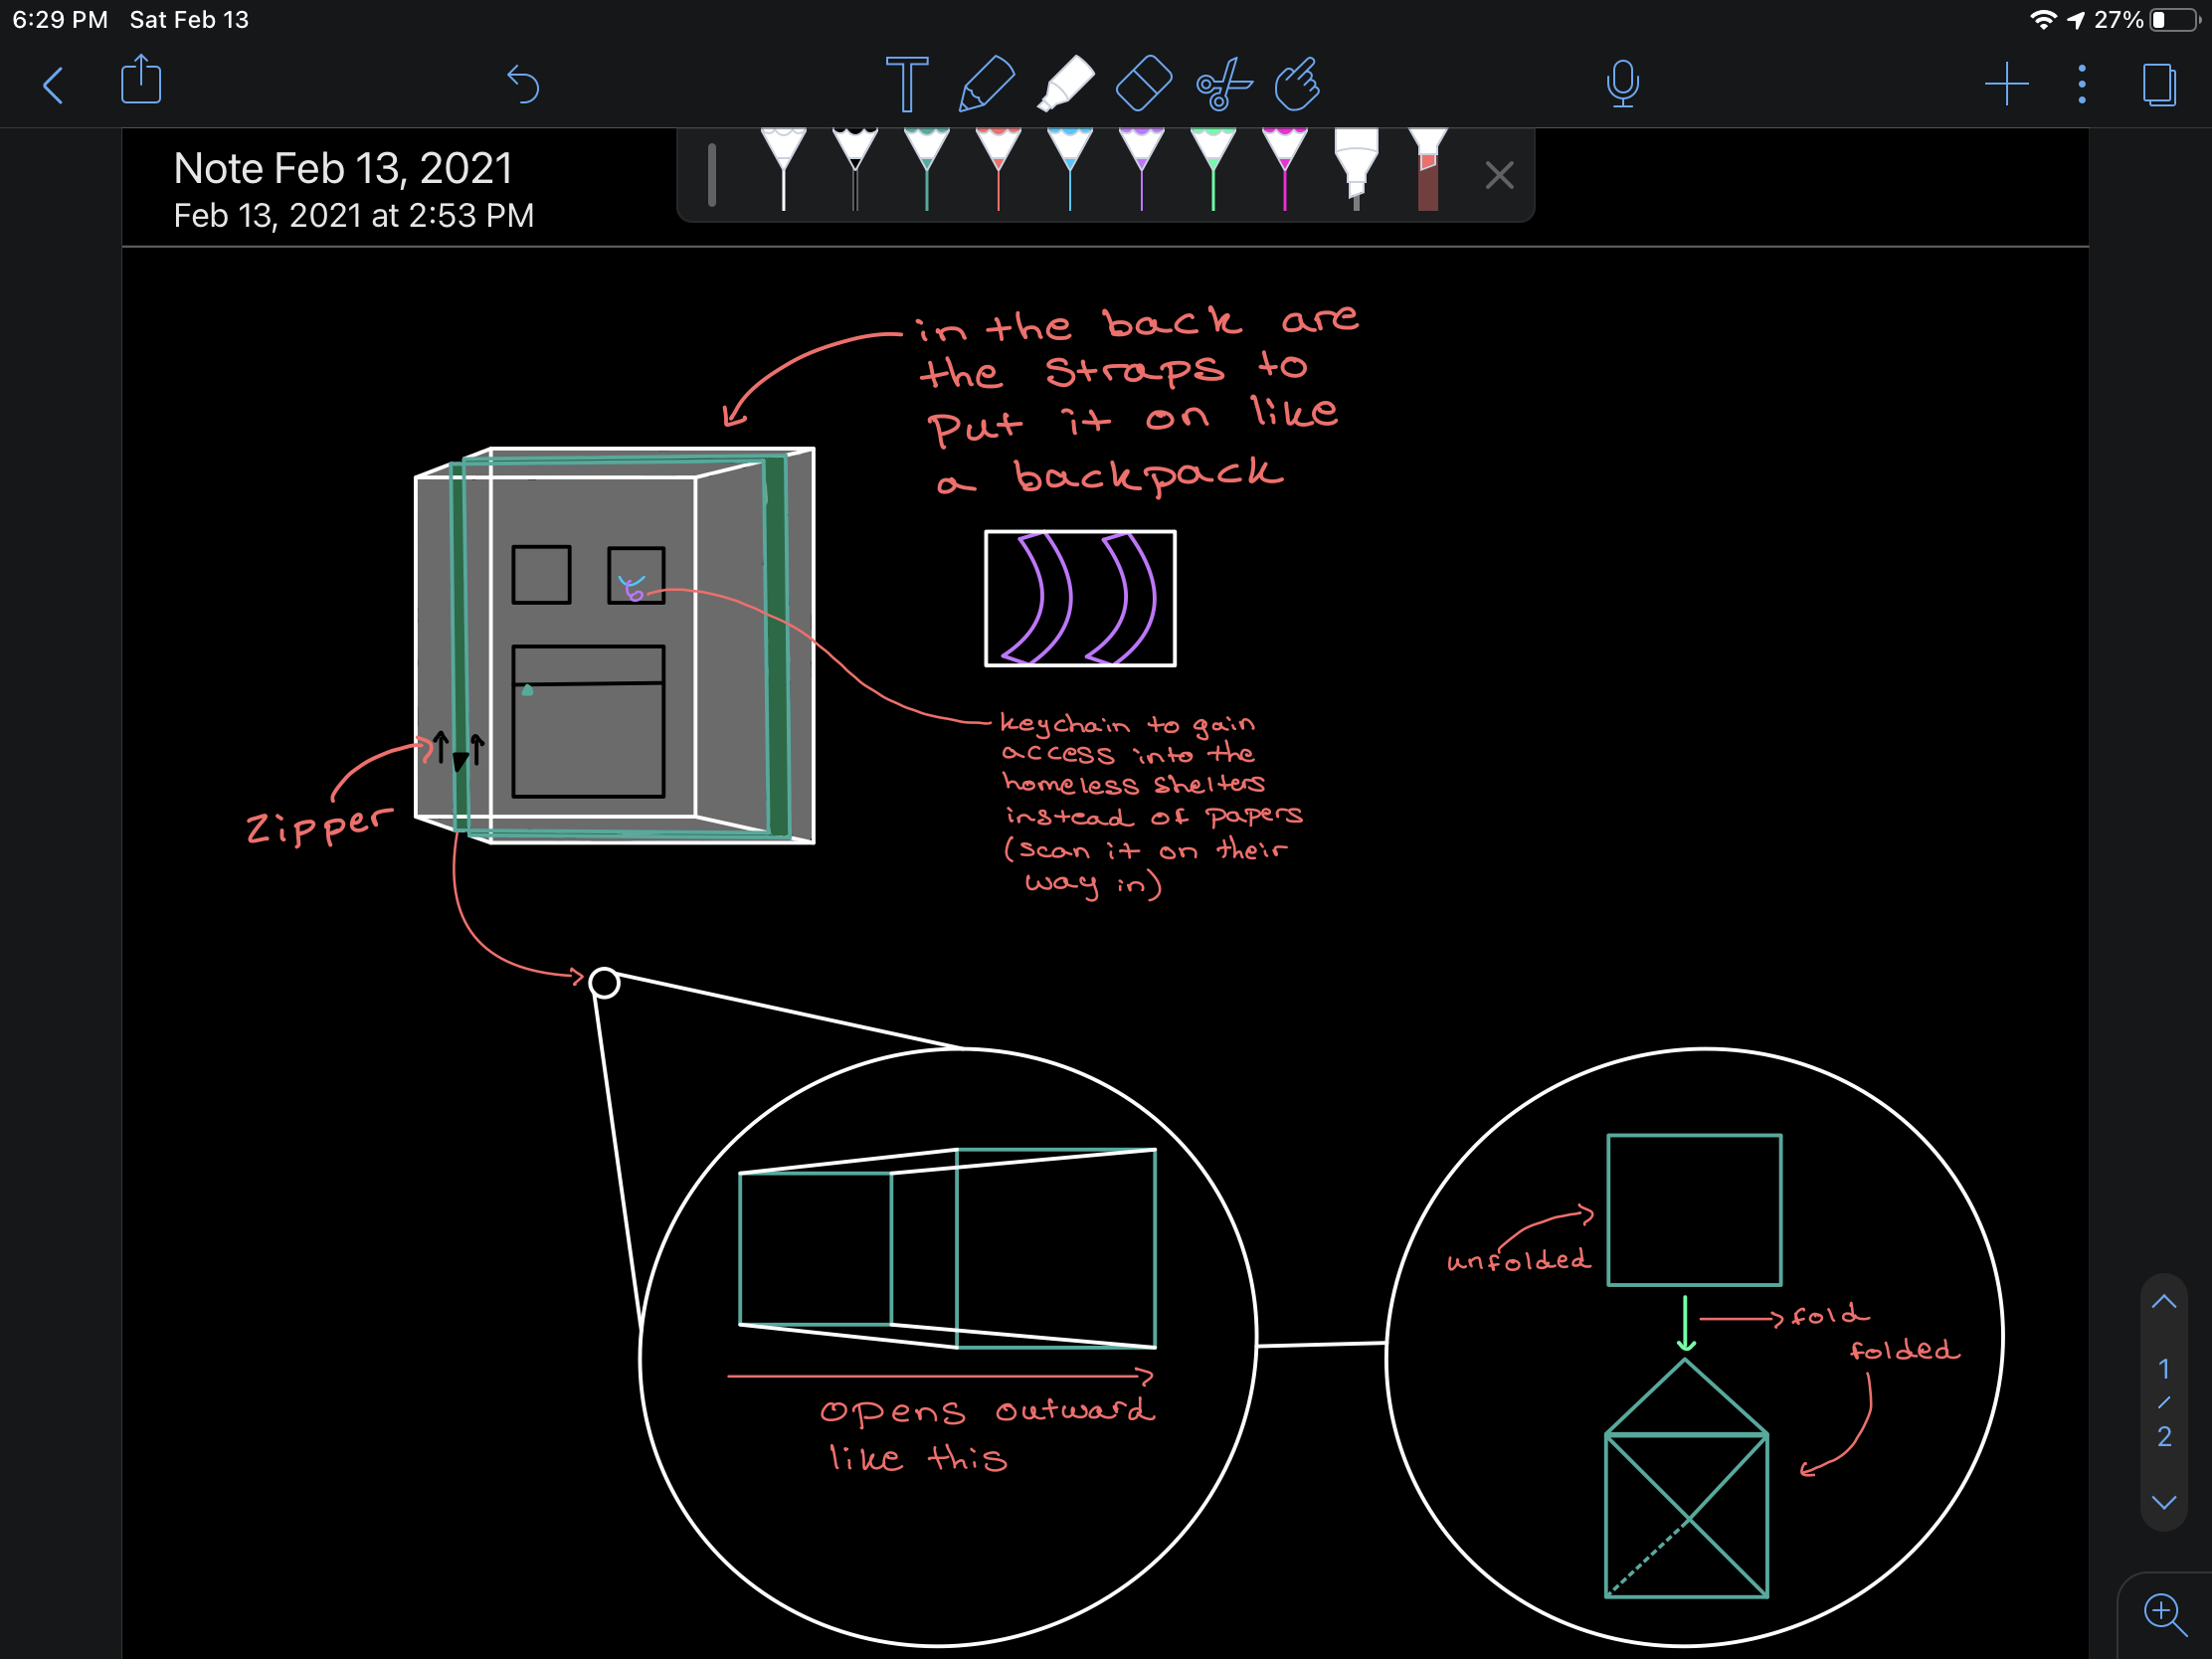 6:29 PM Sat Feb 13
27%
T
Note Feb 13, 2021
Feb 13, 2021 at 2:53 PM
in the back are
the straps to
Put it on like
a backpack
keychain to gain
access into the
homeless shelters
instead of papers
(scan it on their
way in)
Zipper
opens outward
like this
unfolded
fold
folded
1
/
2